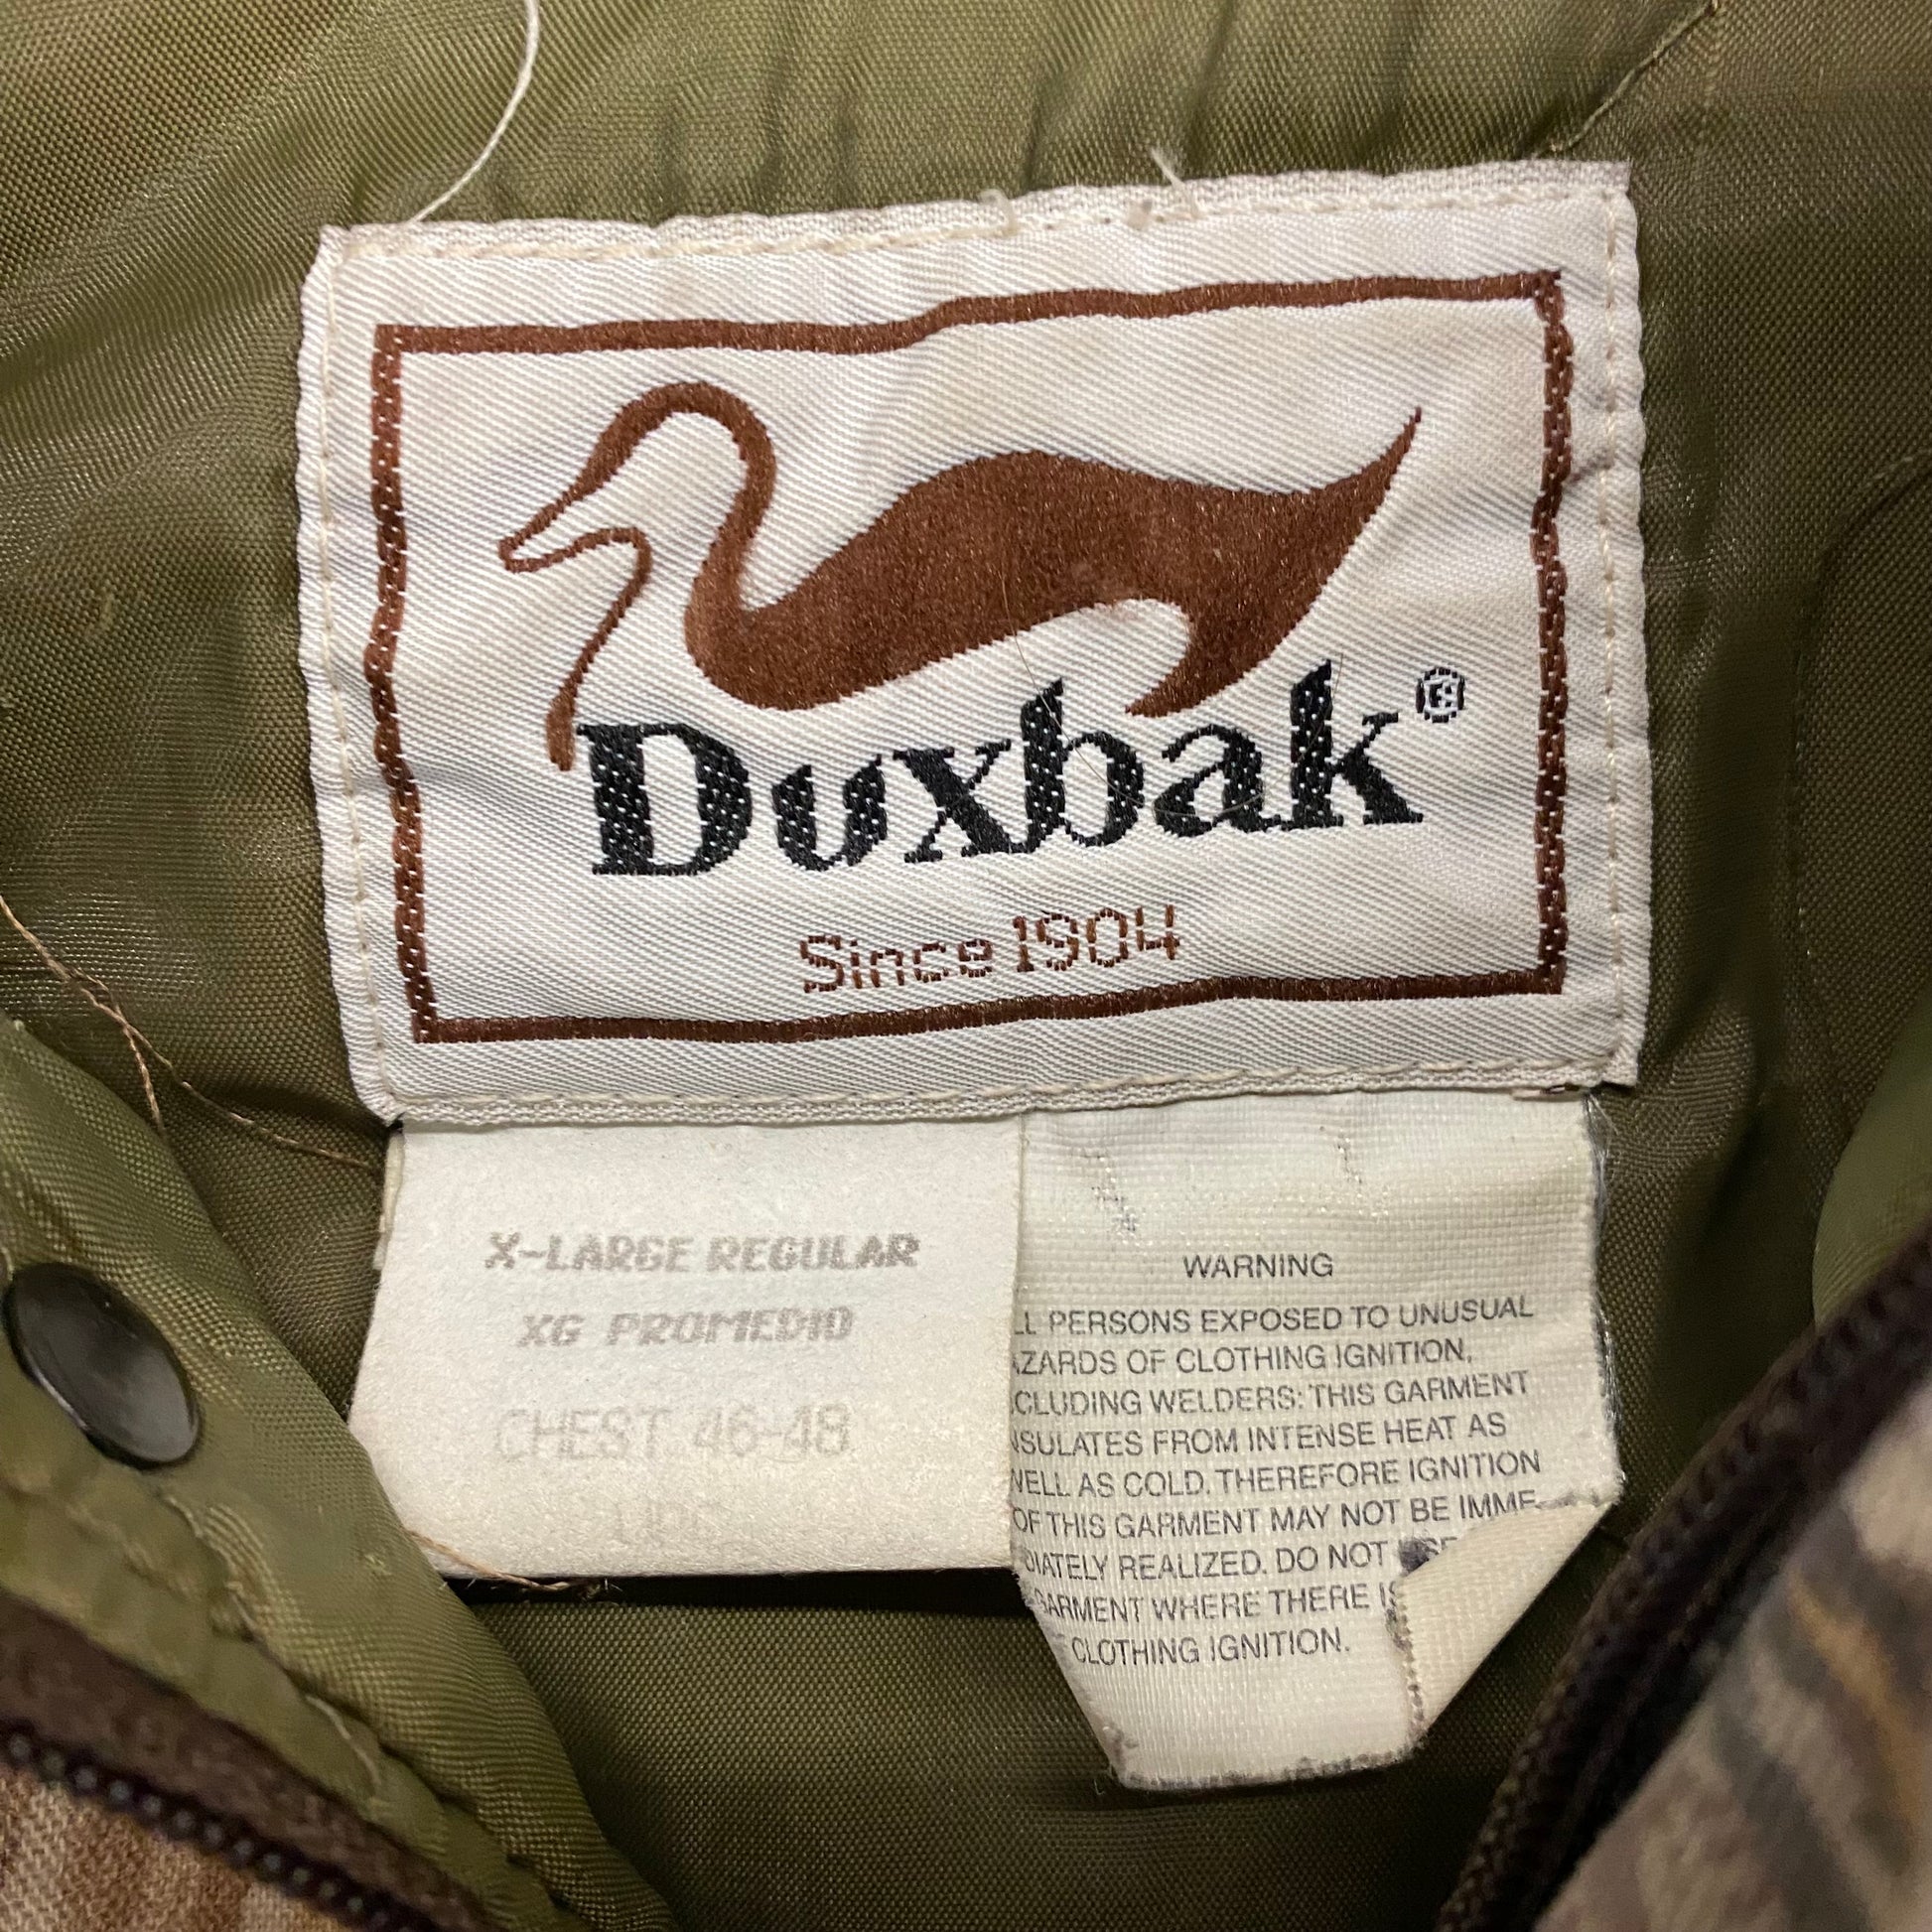 Duxbak®
Since 1904
X-LARGE REGULAR
XG PROMEDIO
CHEST 46-48
WARNING
LL PERSONS EXPOSED TO UNUSUAL
AZARDS OF CLOTHING IGNITION,
CLUDING WELDERS: THIS GARMENT
NSULATES FROM INTENSE HEAT AS
WELL AS COLD. THEREFORE IGNITION
OF THIS GARMENT MAY NOT BE IMME-
DIATELY REALIZED. DO NOT
GARMENT WHERE THERE IS
CLOTHING IGNITION.